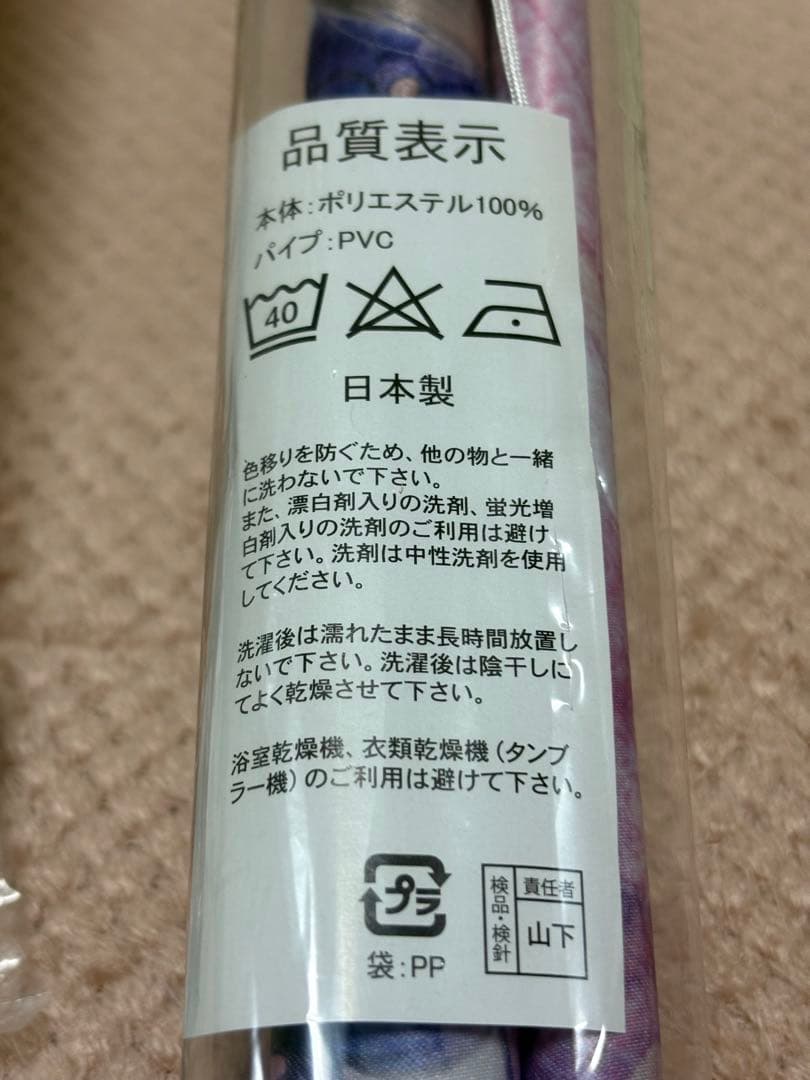 品質表示
本体:ポリエステル100%
パイプ:PVC
40
日本製
色移りを防ぐため、他の物と一緒
に洗わないで下さい。
また、漂白剤入りの洗剤、蛍光増
白剤入りの洗剤のご利用は避け
て下さい。洗剤は中性洗剤を使用
してください。
洗濯後は濡れたまま長時間放置し
ないで下さい。洗濯後は陰干しに
てよく乾燥させて下さい。
浴室乾燥機、衣類乾燥機(タンブ
ラー機)のご利用は避けて下さい。
プラ
袋:PP
検品・検針
責任者
山下